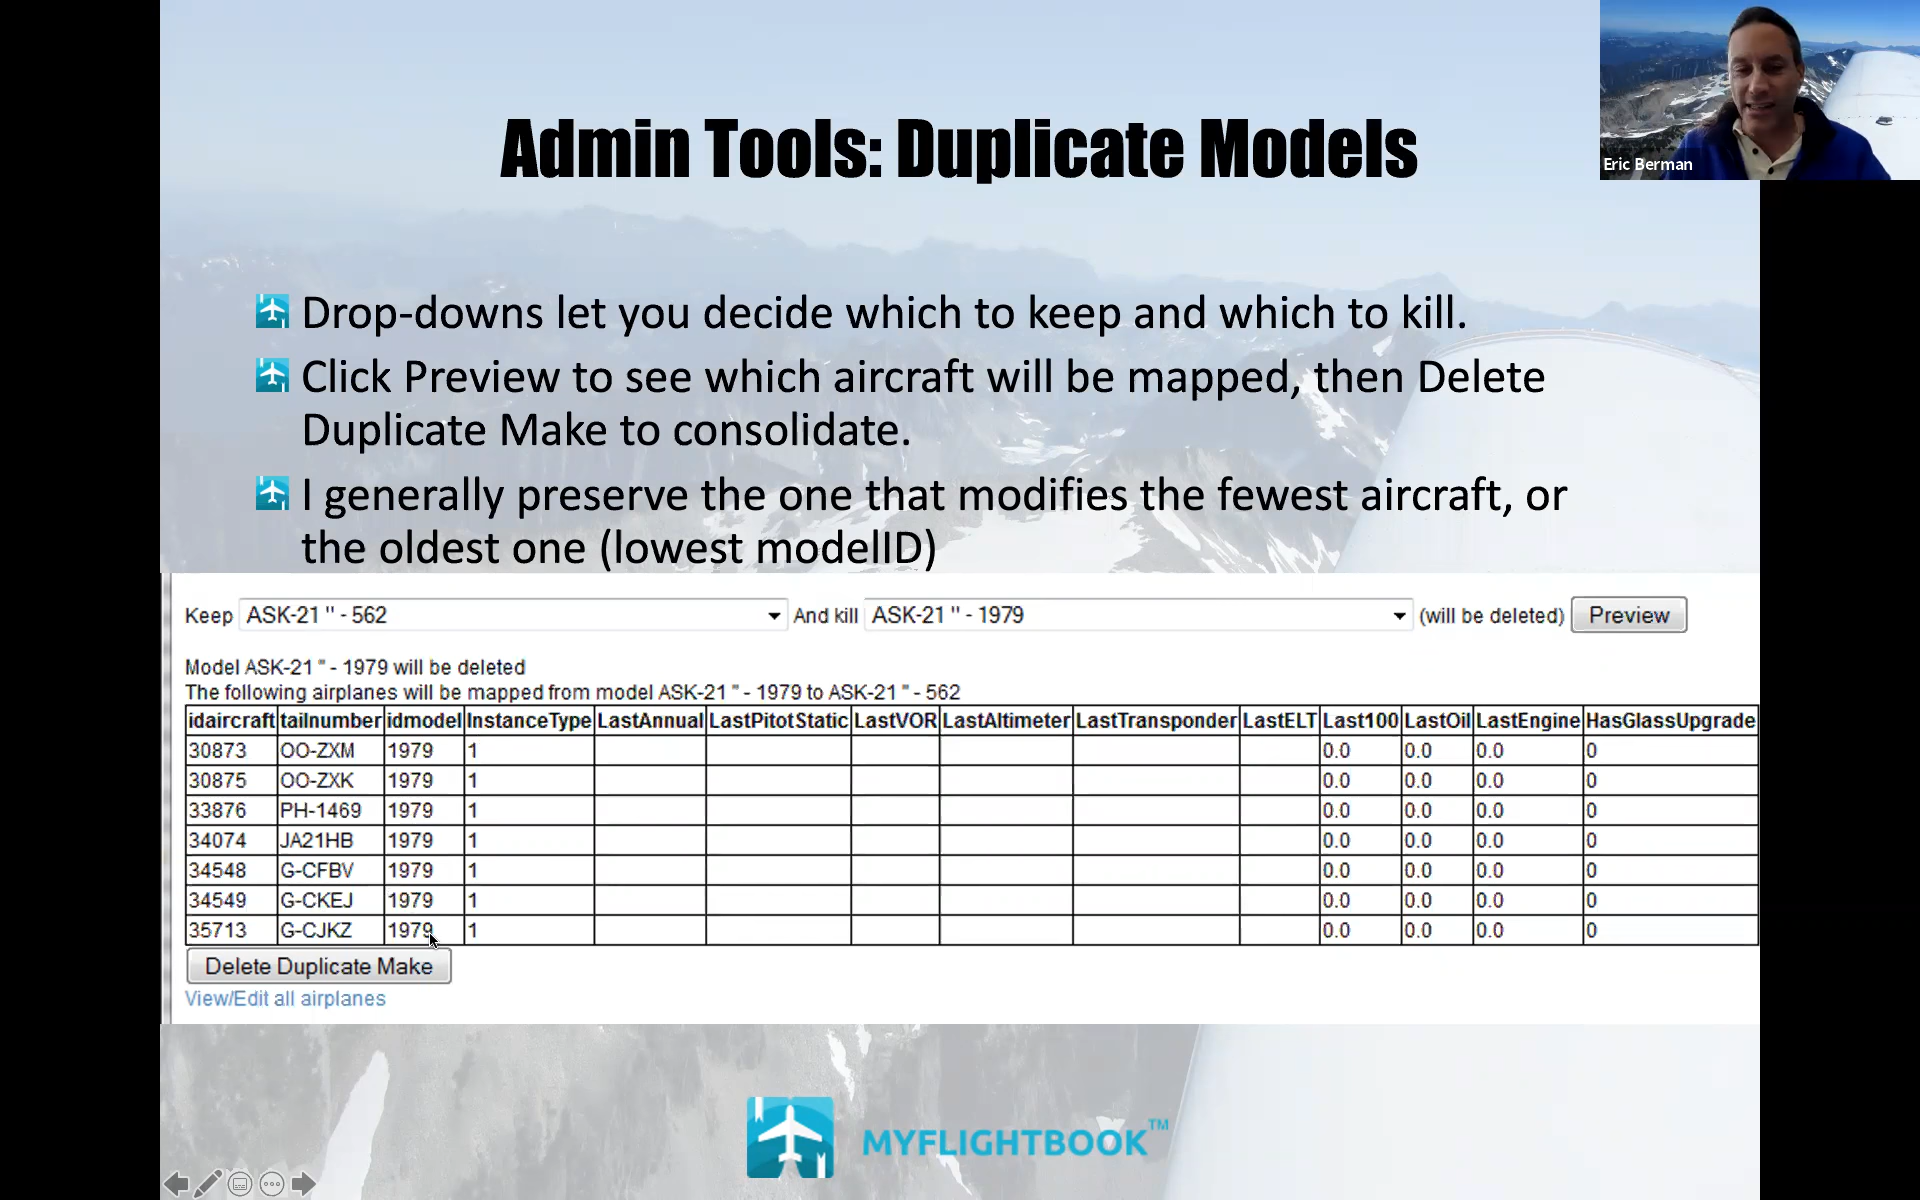 Admin Tools: Duplicate Models
Eric Berman
Drop-downs let you decide which to keep and which to kill.
Click Preview to see which aircraft will be mapped, then Delete
Duplicate Make to consolidate.
I generally preserve the one that modifies the fewest aircraft, or
the oldest one (lowest modelID)
Keep ASK-21 " - 562 And kill ASK-21 " - 1979 (will be deleted) Preview
Model ASK-21 " - 1979 will be deleted
The following airplanes will be mapped from model ASK-21 " - 1979 to ASK-21 " - 562
idaircraft tailnumber idmodel InstanceType LastAnnual LastPitotStatic LastVOR LastAltimeter LastTransponder LastELT Last100 LastOil LastEngine HasGlassUpgrade
30873 OO-ZXM 1979 1 0.0 0.0 0.0 0
30875 OO-ZXK 1979 1 0.0 0.0 0.0 0
33876 PH-1469 1979 1 0.0 0.0 0.0 0
34074 JA21HB 1979 1 0.0 0.0 0.0 0
34548 G-CFBV 1979 1 0.0 0.0 0.0 0
34549 G-CKEJ 1979 1 0.0 0.0 0.0 0
35713 G-CJKZ 1979 1 0.0 0.0 0.0 0
Delete Duplicate Make
View/Edit all airplanes
MYFLIGHTBOOK™